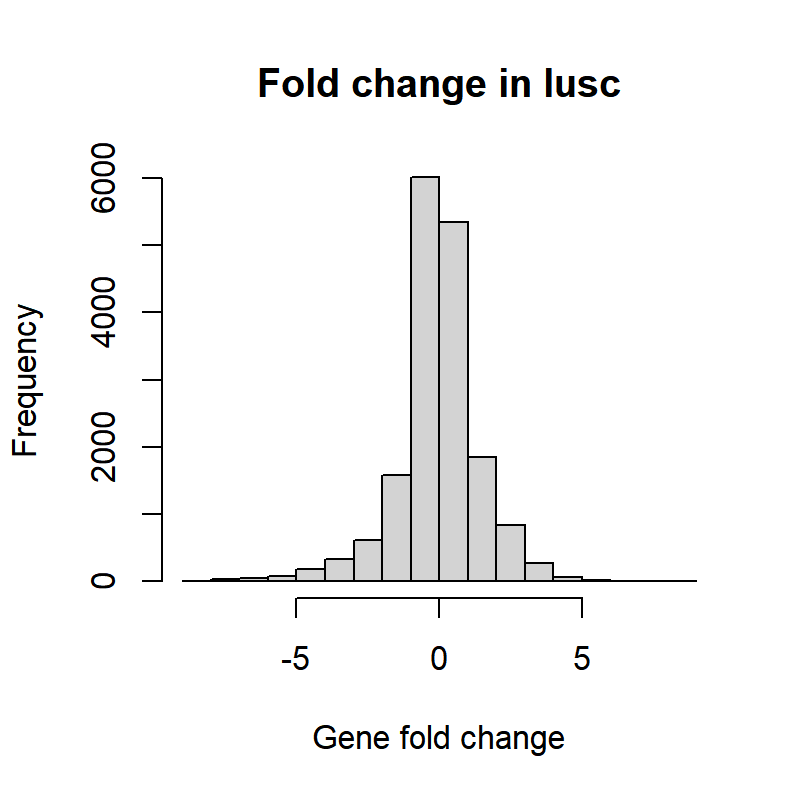 Fold change in lusc
6000
4000
2000
0
Frequency
-5 0 5
Gene fold change